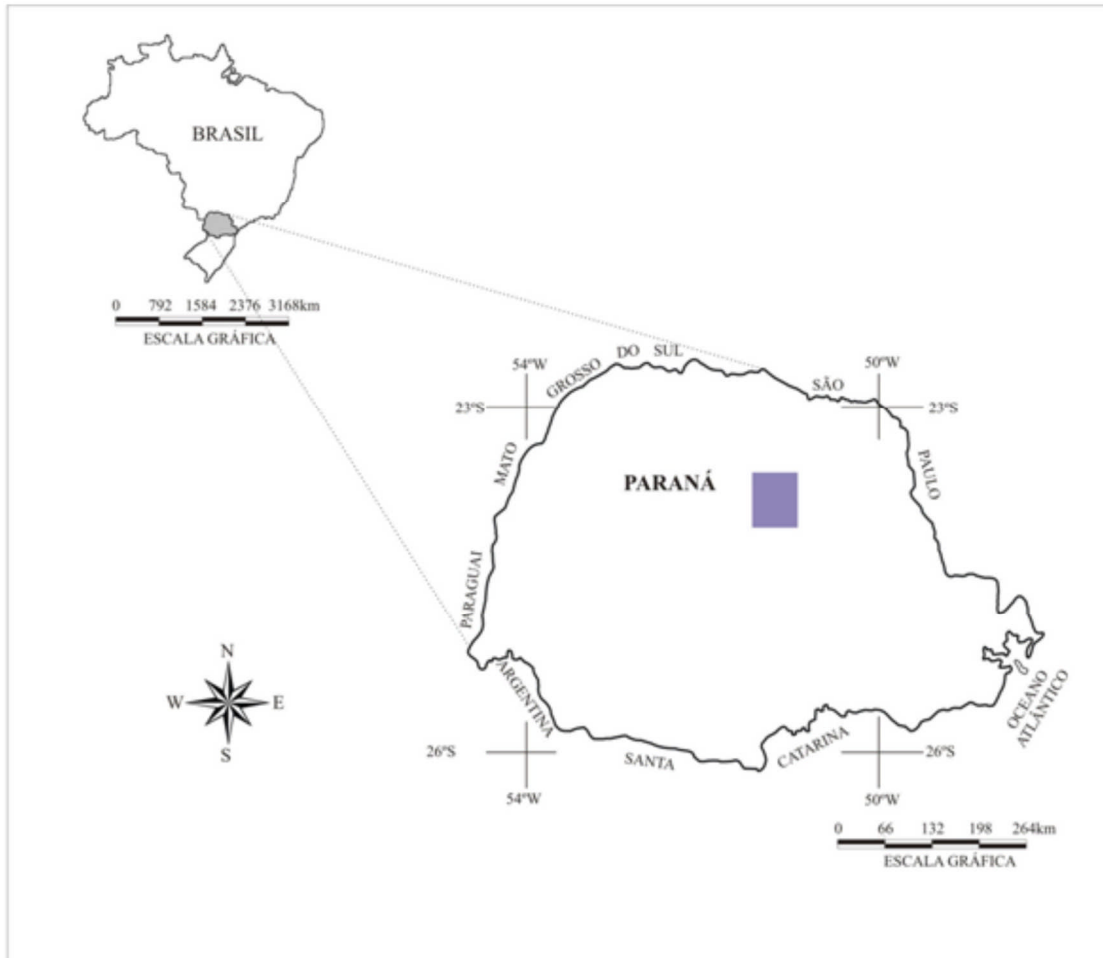 BRASIL
0 792 1584 2376 3168km
ESCALA GRÁFICA
54ºW
50ºW
MATO GROSSO DO SUL
SÃO PAULO
23ºS
23ºS
PARANÁ
PARAGUAI
ARGENTINA
SANTA CATARINA
OCEANO
ATLÂNTICO
N
W
E
S
26ºS
26ºS
54ºW
50ºW
0 66 132 198 264km
ESCALA GRÁFICA